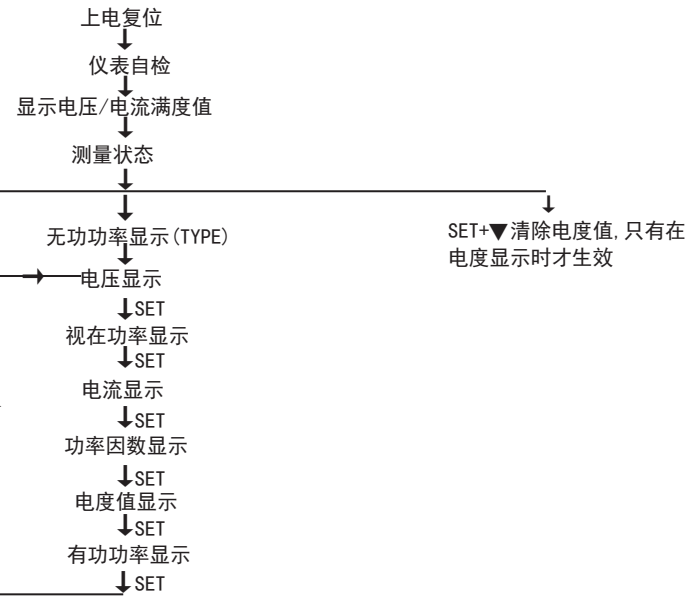 上电复位
仪表自检
显示电压/电流满度值
测量状态
无功功率显示(TYPE)
SET+▼清除电度值,只有在
电度显示时才生效
电压显示
SET
视在功率显示
SET
电流显示
SET
功率因数显示
SET
电度值显示
SET
有功功率显示
SET